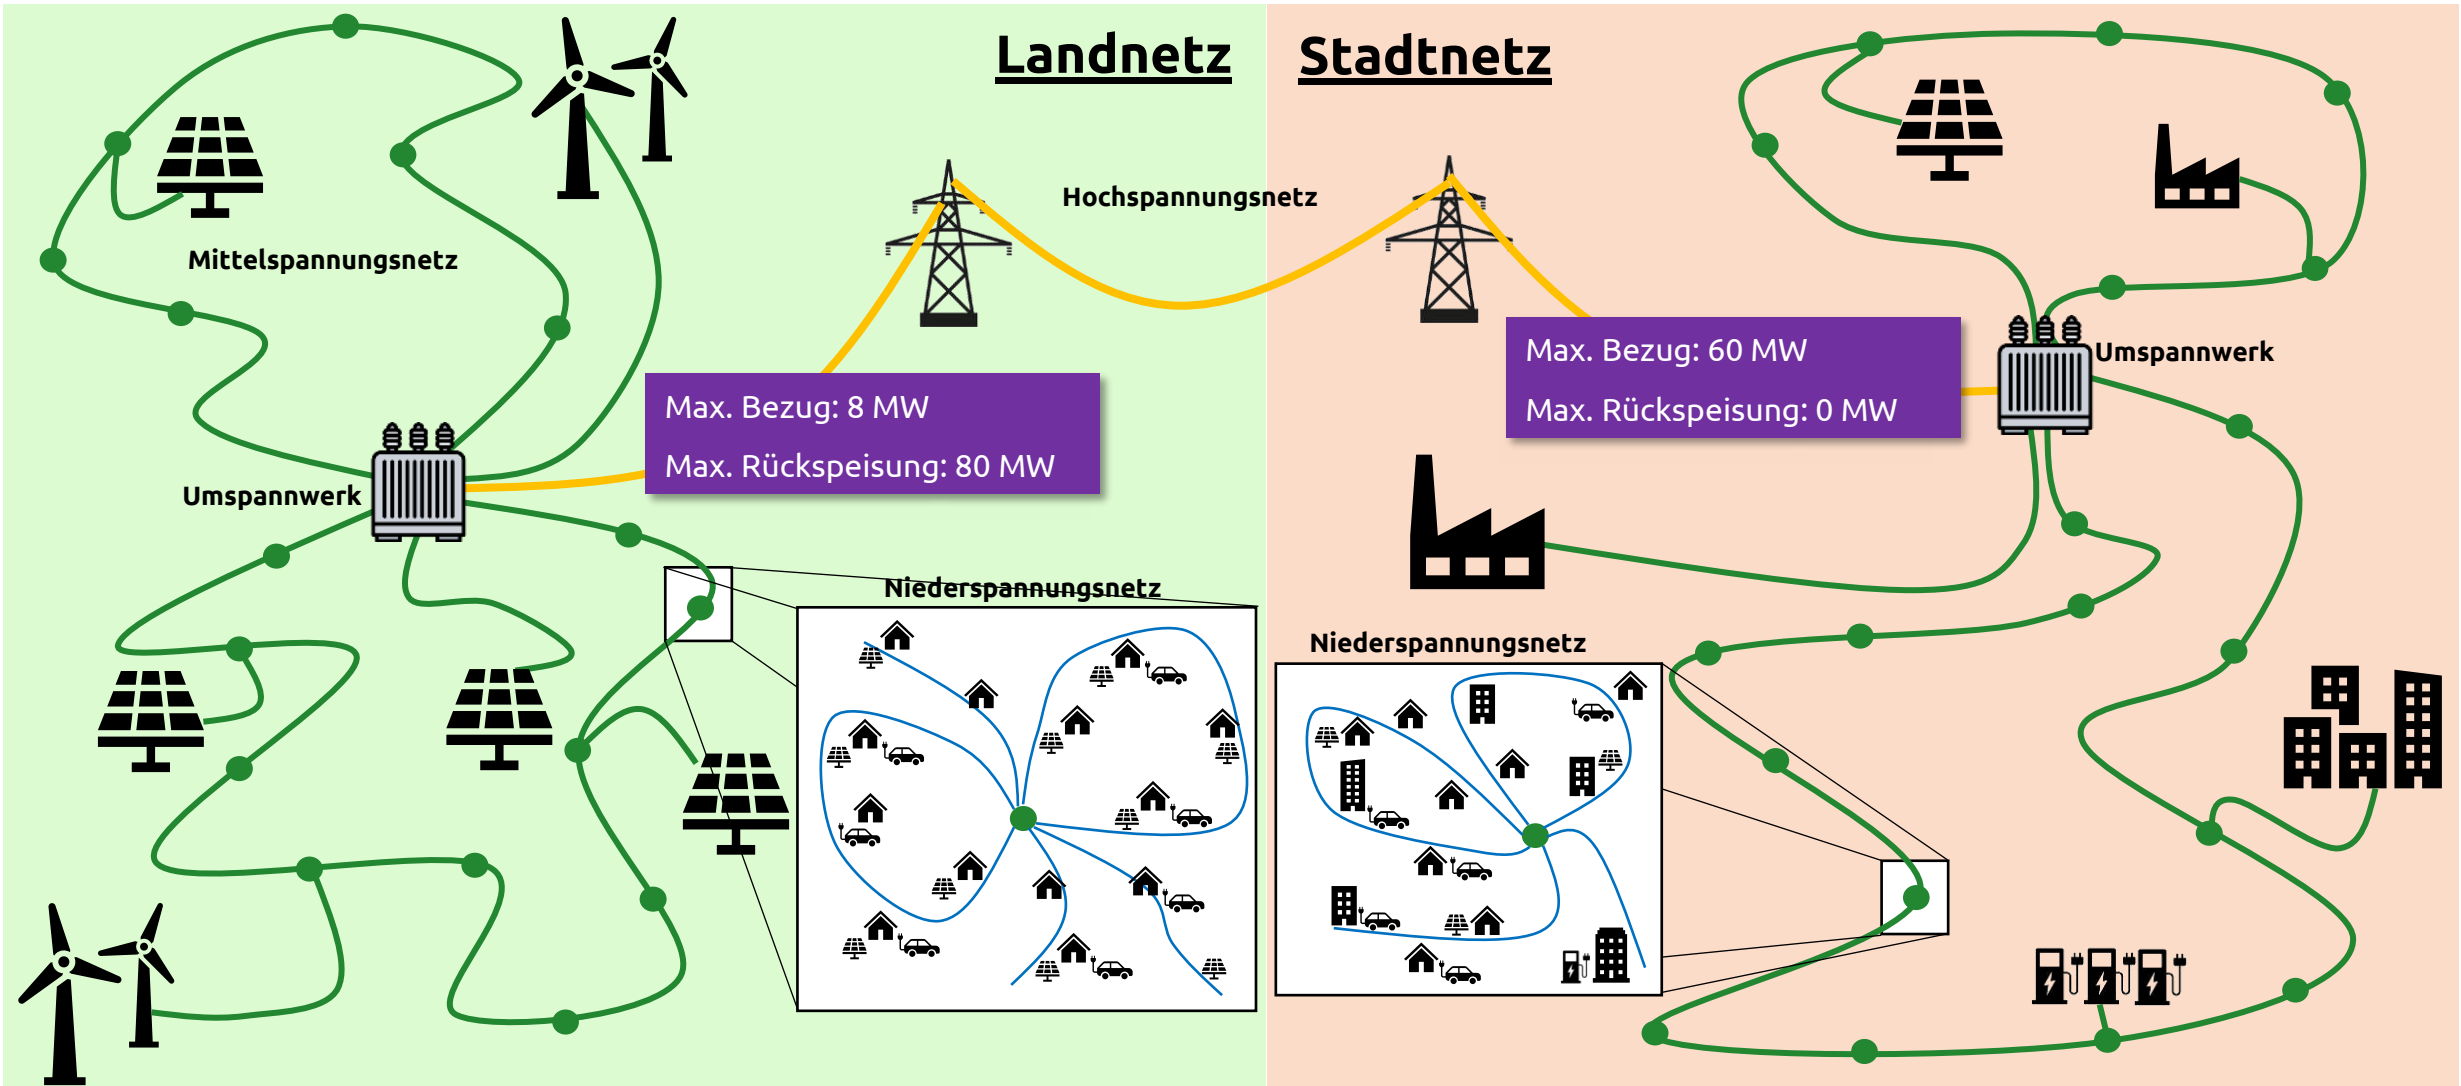 Landnetz
Stadtnetz
Hochspannungsnetz
Mittelspannungsnetz
Max. Bezug: 60 MW
Max. Rückspeisung: 0 MW
Umspannwerk
Max. Bezug: 8 MW
Max. Rückspeisung: 80 MW
Umspannwerk
Niederspannungsnetz
Niederspannungsnetz